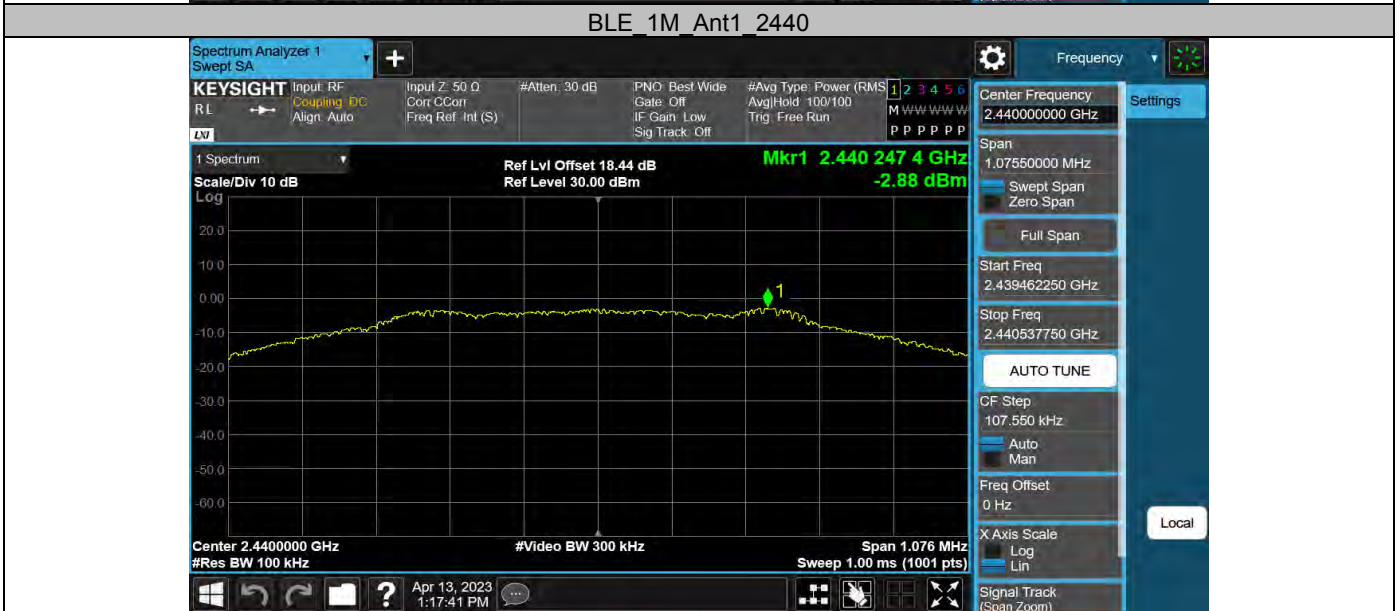 BLE_1M_Ant1_2440
Spectrum Analyzer 1
Swept SA
+
Frequency
KEYSIGHT
RL
LXI
Input: RF
Coupling: DC
Align: Auto
Input Z: 50 Ω
Corr CCorr
Freq Ref: Int (S)
#Atten: 30 dB
PNO: Best Wide
Gate: Off
IF Gain: Low
Sig Track: Off
#Avg Type: Power (RMS
Avg|Hold: 100/100
Trig: Free Run
1 2 3 4 5 6
M W W W W W
P P P P P P
Center Frequency
2.440000000 GHz
Settings
Span
1.07550000 MHz
Swept Span
Zero Span
Full Span
Start Freq
2.439462250 GHz
Stop Freq
2.440537750 GHz
AUTO TUNE
CF Step
107.550 kHz
Auto
Man
Freq Offset
0 Hz
X Axis Scale
Log
Lin
Signal Track
(Span Zoom)
Local
1 Spectrum
Scale/Div 10 dB
Log
Ref Lvl Offset 18.44 dB
Ref Level 30.00 dBm
Mkr1 2.440 247 4 GHz
-2.88 dBm
20.0
10.0
0.00
-10.0
-20.0
-30.0
-40.0
-50.0
-60.0
1
Center 2.4400000 GHz
#Res BW 100 kHz
#Video BW 300 kHz
Span 1.076 MHz
Sweep 1.00 ms (1001 pts)
?
Apr 13, 2023
1:17:41 PM